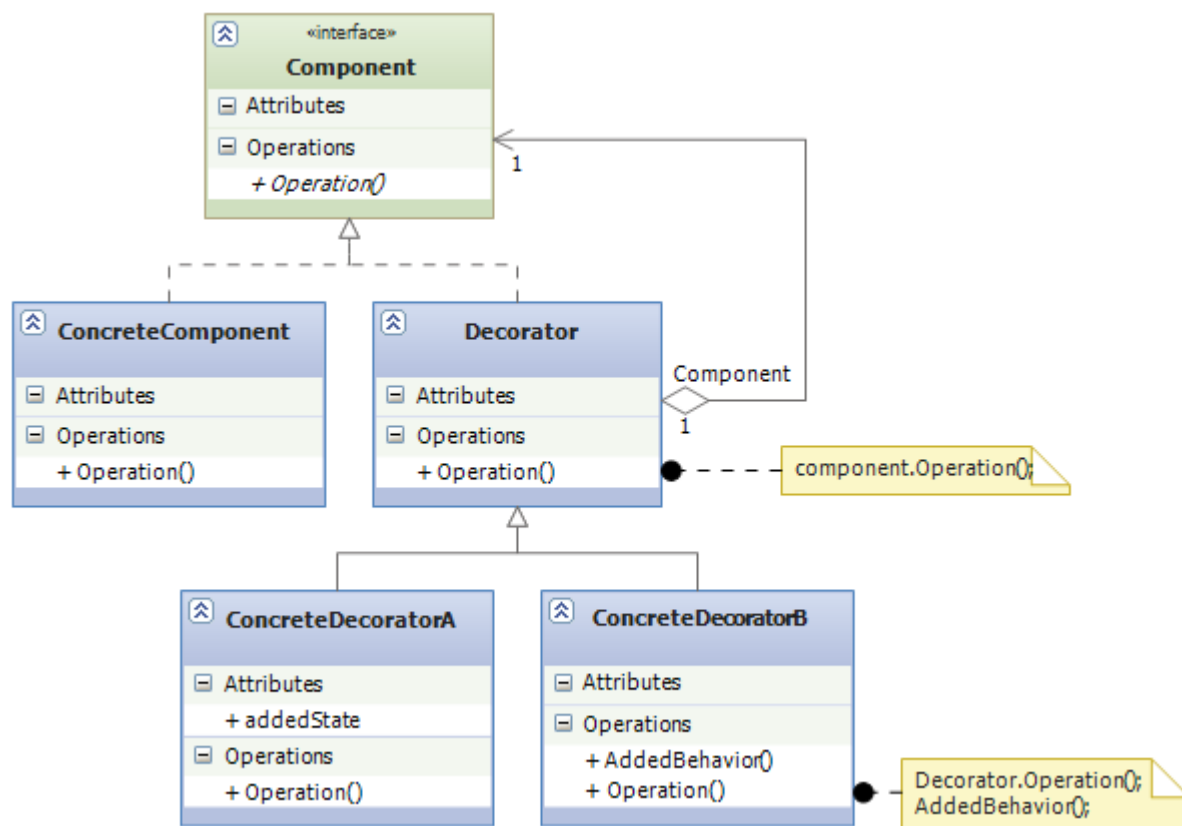 «interface»
Component
Attributes
Operations
+ Operation()
1
ConcreteComponent
Attributes
Operations
+ Operation()
Decorator
Attributes
Operations
+ Operation()
Component
1
component.Operation();
ConcreteDecoratorA
Attributes
+ addedState
Operations
+ Operation()
ConcreteDecoratorB
Attributes
Operations
+ AddedBehavior()
+ Operation()
Decorator.Operation();
AddedBehavior();